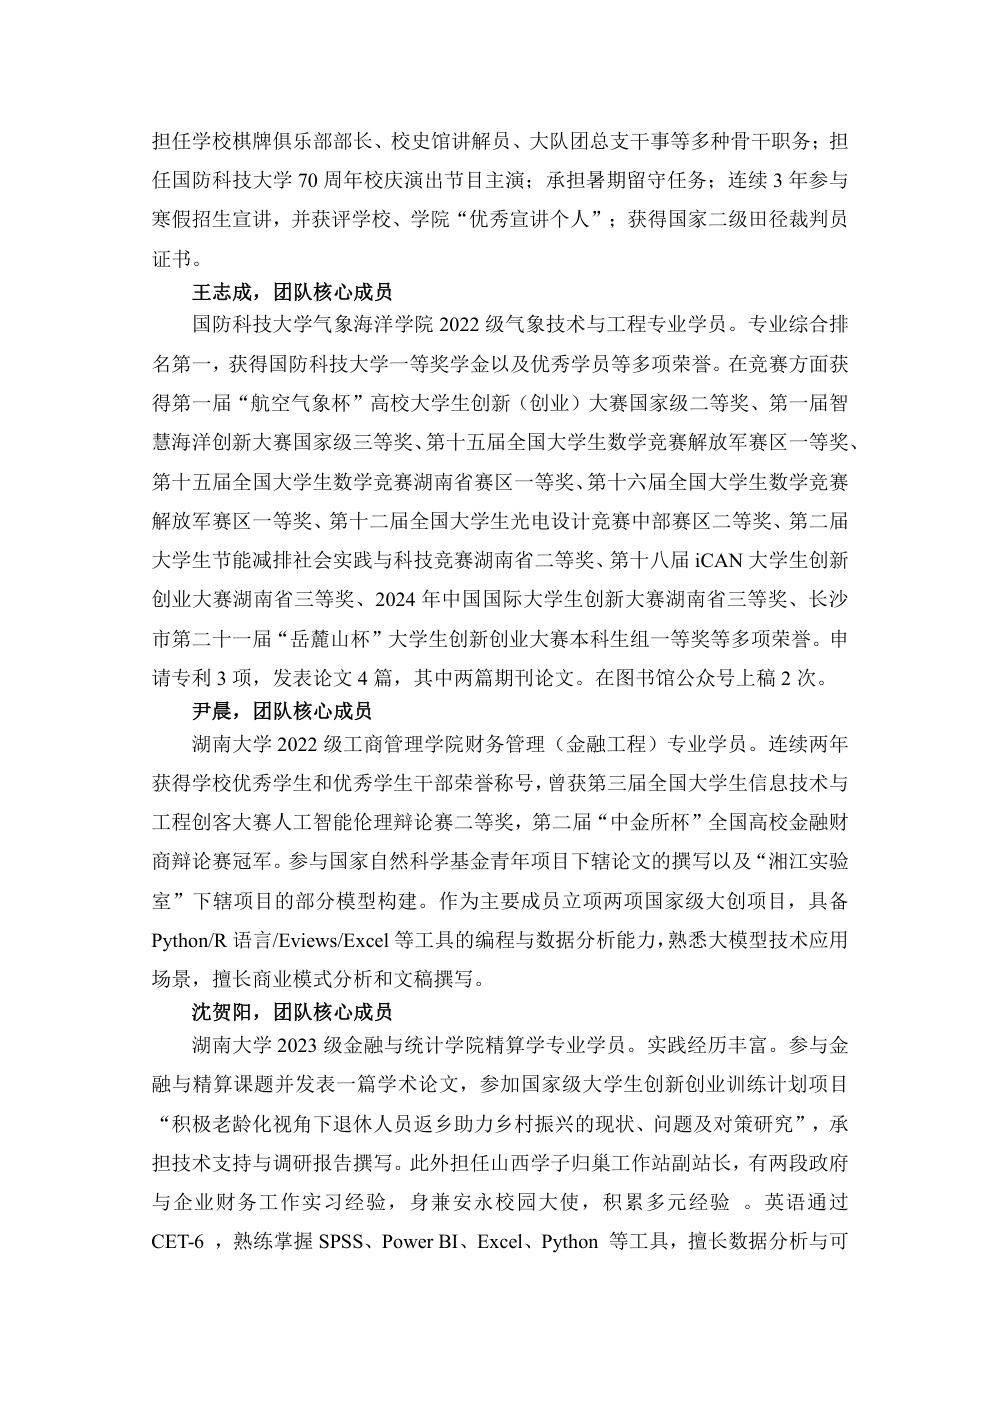 担任学校棋牌俱乐部部长、校史馆讲解员、大队团总支干事等多种骨干职务；担
任国防科技大学 70 周年校庆演出节目主演；承担暑期留守任务；连续 3 年参与
寒假招生宣讲，并获评学校、学院“优秀宣讲个人”；获得国家二级田径裁判员
证书。
王志成，团队核心成员
国防科技大学气象海洋学院 2022 级气象技术与工程专业学员。专业综合排
名第一，获得国防科技大学一等奖学金以及优秀学员等多项荣誉。在竞赛方面获
得第一届“航空气象杯”高校大学生创新（创业）大赛国家级二等奖、第一届智
慧海洋创新大赛国家级三等奖、第十五届全国大学生数学竞赛解放军赛区一等奖、
第十五届全国大学生数学竞赛湖南省赛区一等奖、第十六届全国大学生数学竞赛
解放军赛区一等奖、第十二届全国大学生光电设计竞赛中部赛区二等奖、第二届
大学生节能减排社会实践与科技竞赛湖南省二等奖、第十八届 iCAN 大学生创新
创业大赛湖南省三等奖、2024 年中国国际大学生创新大赛湖南省三等奖、长沙
市第二十一届“岳麓山杯”大学生创新创业大赛本科生组一等奖等多项荣誉。申
请专利 3 项，发表论文 4 篇，其中两篇期刊论文。在图书馆公众号上稿 2 次。
尹晨，团队核心成员
湖南大学 2022 级工商管理学院财务管理（金融工程）专业学员。连续两年
获得学校优秀学生和优秀学生干部荣誉称号，曾获第三届全国大学生信息技术与
工程创客大赛人工智能伦理辩论赛二等奖，第二届“中金所杯”全国高校金融财
商辩论赛冠军。参与国家自然科学基金青年项目下辖论文的撰写以及“湘江实验
室”下辖项目的部分模型构建。作为主要成员立项两项国家级大创项目，具备
Python/R 语言/Eviews/Excel 等工具的编程与数据分析能力，熟悉大模型技术应用
场景，擅长商业模式分析和文稿撰写。
沈贺阳，团队核心成员
湖南大学 2023 级金融与统计学院精算学专业学员。实践经历丰富。参与金
融与精算课题并发表一篇学术论文，参加国家级大学生创新创业训练计划项目
“积极老龄化视角下退休人员返乡助力乡村振兴的现状、问题及对策研究”，承
担技术支持与调研报告撰写。此外担任山西学子归巢工作站副站长，有两段政府
与企业财务工作实习经验，身兼安永校园大使，积累多元经验 。英语通过
CET-6 ，熟练掌握 SPSS、Power BI、Excel、Python 等工具，擅长数据分析与可